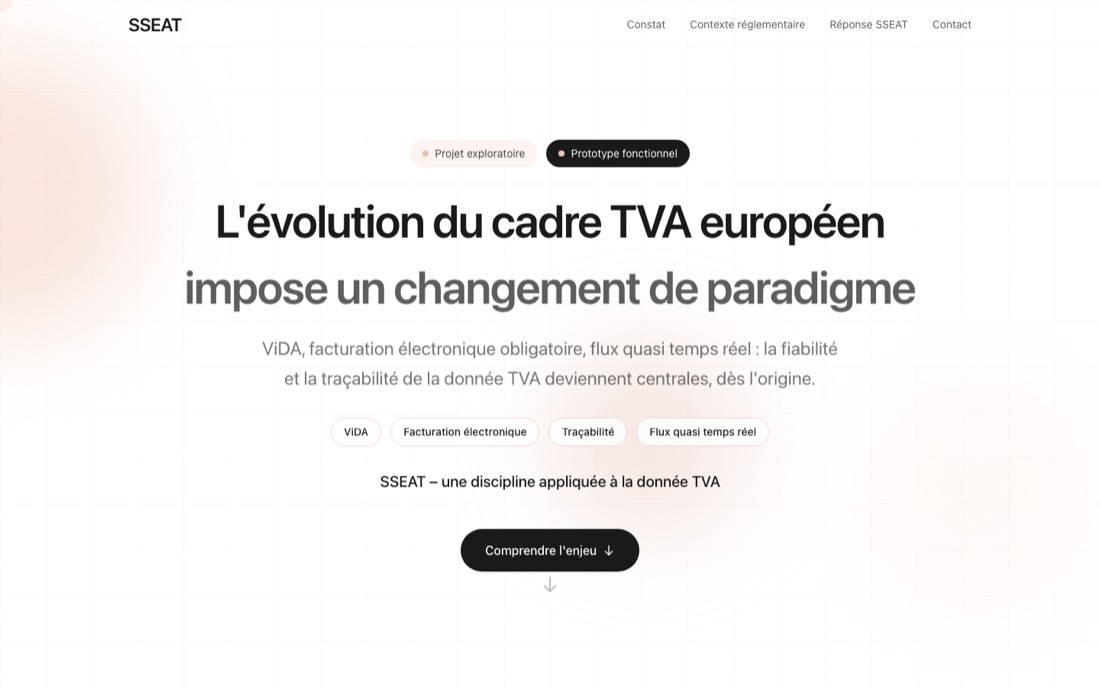 SSEAT
Constat
Contexte réglementaire
Réponse SSEAT
Contact
Projet exploratoire
Prototype fonctionnel
L'évolution du cadre TVA européen
impose un changement de paradigme
ViDA, facturation électronique obligatoire, flux quasi temps réel : la fiabilité
et la traçabilité de la donnée TVA deviennent centrales, dès l'origine.
ViDA
Facturation électronique
Traçabilité
Flux quasi temps réel
SSEAT – une discipline appliquée à la donnée TVA
Comprendre l'enjeu ↓
↓